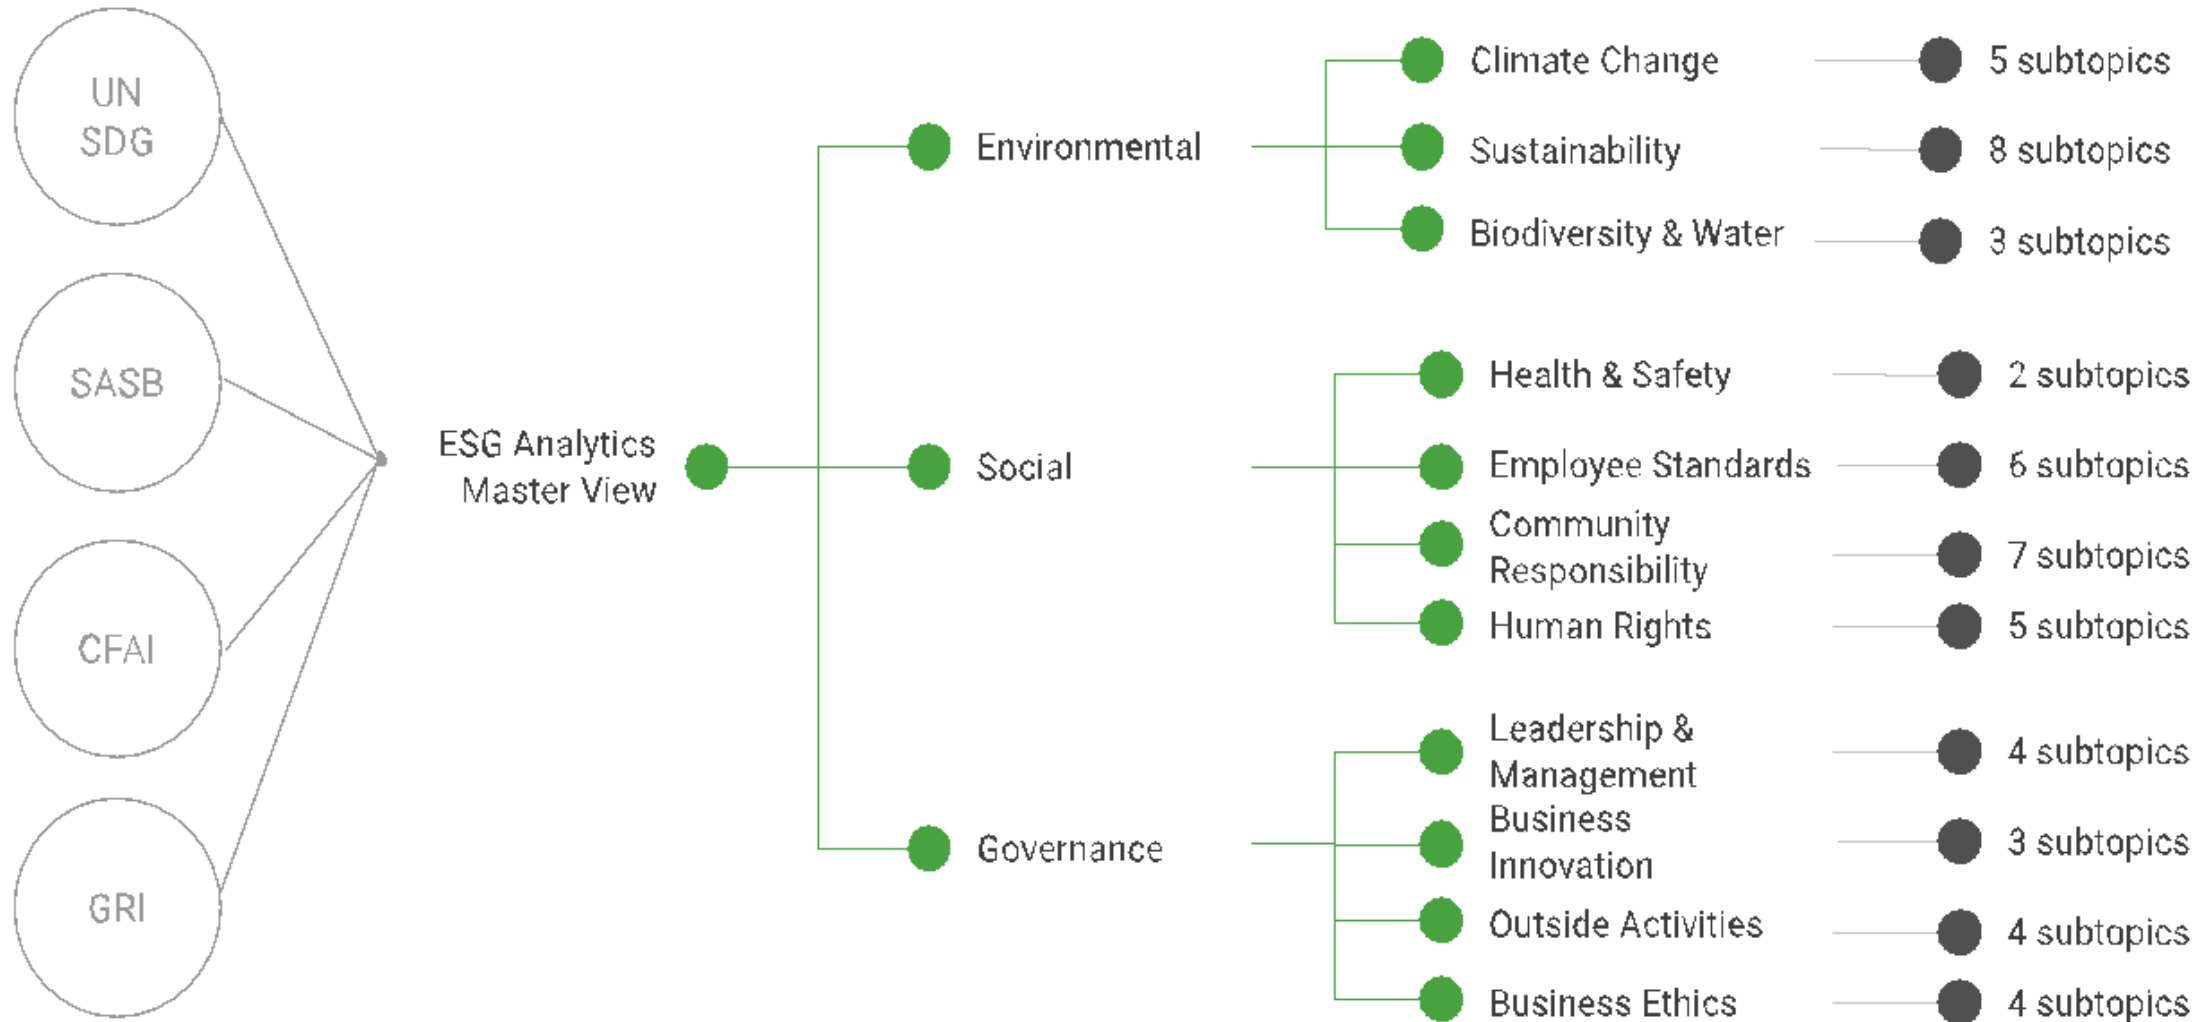 UN
SDG
SASB
CFAI
GRI
ESG Analytics
Master View
Environmental
Climate Change
5 subtopics
Sustainability
8 subtopics
Biodiversity & Water
3 subtopics
Social
Health & Safety
2 subtopics
Employee Standards
6 subtopics
Community
Responsibility
7 subtopics
Human Rights
5 subtopics
Governance
Leadership &
Management
4 subtopics
Business
Innovation
3 subtopics
Outside Activities
4 subtopics
Business Ethics
4 subtopics